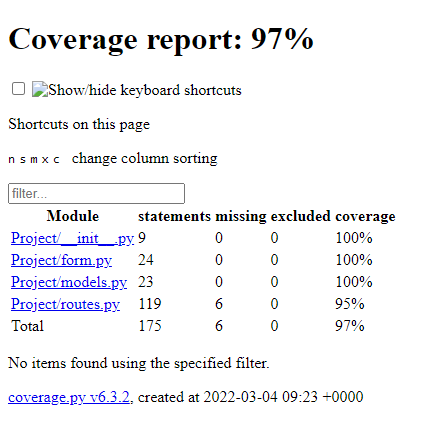 Coverage report: 97%
Show/hide keyboard shortcuts
Shortcuts on this page
n s m x c change column sorting
filter...
Module statements missing excluded coverage
Project/__init__.py 9 0 0 100%
Project/form.py 24 0 0 100%
Project/models.py 23 0 0 100%
Project/routes.py 119 6 0 95%
Total 175 6 0 97%
No items found using the specified filter.
coverage.py v6.3.2, created at 2022-03-04 09:23 +0000